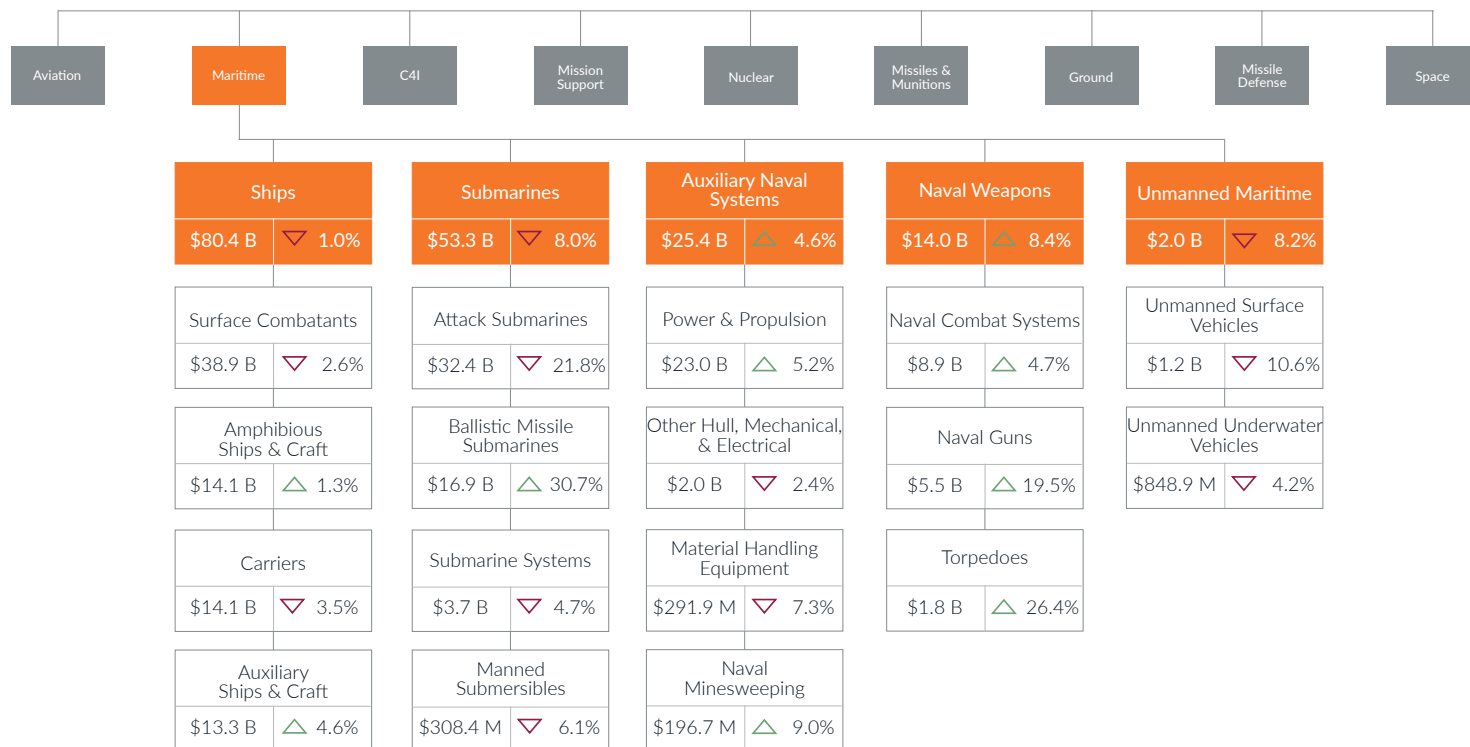 Aviation
Maritime
C4I
Mission
Support
Nuclear
Missiles &
Munitions
Ground
Missile
Defense
Space
Ships
$80.4 B
1.0%
Surface Combatants
$38.9 B
2.6%
Amphibious
Ships & Craft
$14.1 B
1.3%
Carriers
$14.1 B
3.5%
Auxiliary
Ships & Craft
$13.3 B
4.6%
Submarines
$53.3 B
8.0%
Attack Submarines
$32.4 B
21.8%
Ballistic Missile
Submarines
$16.9 B
30.7%
Submarine Systems
$3.7 B
4.7%
Manned
Submersibles
$308.4 M
6.1%
Auxiliary Naval
Systems
$25.4 B
4.6%
Power & Propulsion
$23.0 B
5.2%
Other Hull, Mechanical,
& Electrical
$2.0 B
2.4%
Material Handling
Equipment
$291.9 M
7.3%
Naval
Minesweeping
$196.7 M
9.0%
Naval Weapons
$14.0 B
8.4%
Naval Combat Systems
$8.9 B
4.7%
Naval Guns
$5.5 B
19.5%
Torpedoes
$1.8 B
26.4%
Unmanned Maritime
$2.0 B
8.2%
Unmanned Surface
Vehicles
$1.2 B
10.6%
Unmanned Underwater
Vehicles
$848.9 M
4.2%